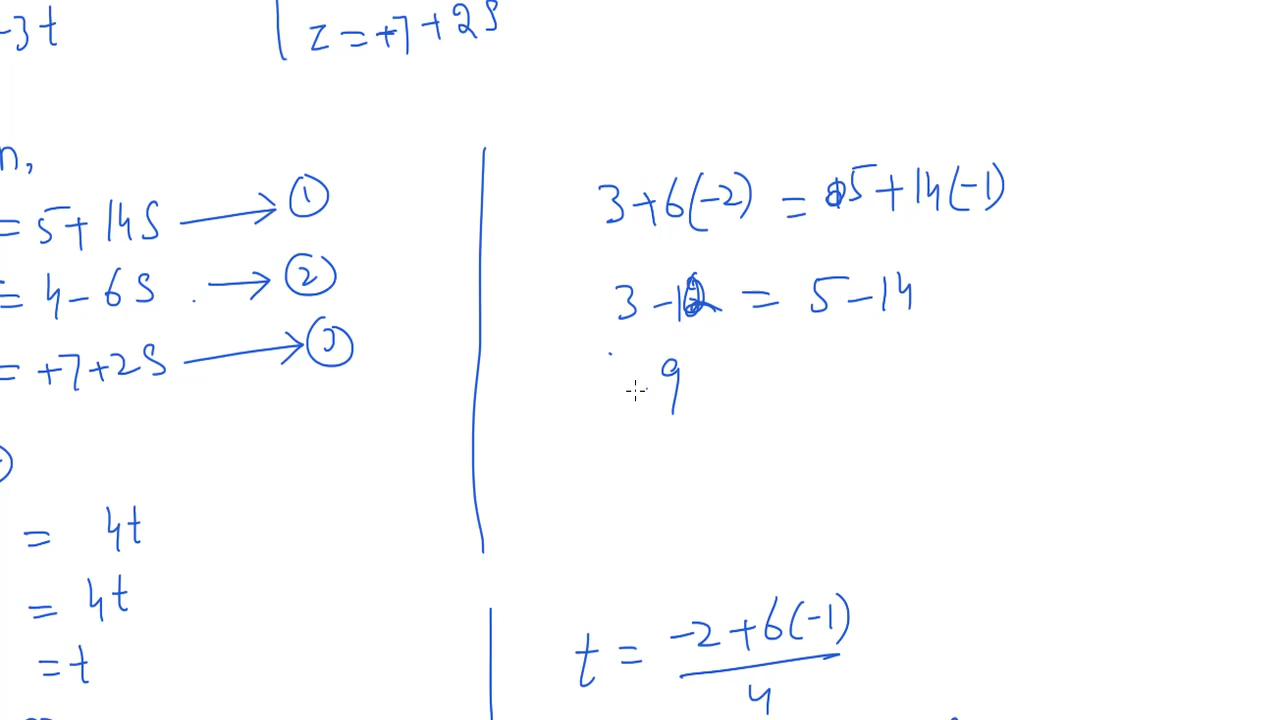 -3t
z = +7 + 2S
n,
= 5 + 14S → ①
= 4 - 6S → ②
= +7 + 2S → ③
= 4t
= 4t
= t
3 + 6(-2) = 5 + 14(-1)
3 - 12 = 5 - 14
9
t = -2 + 6(-1)
4